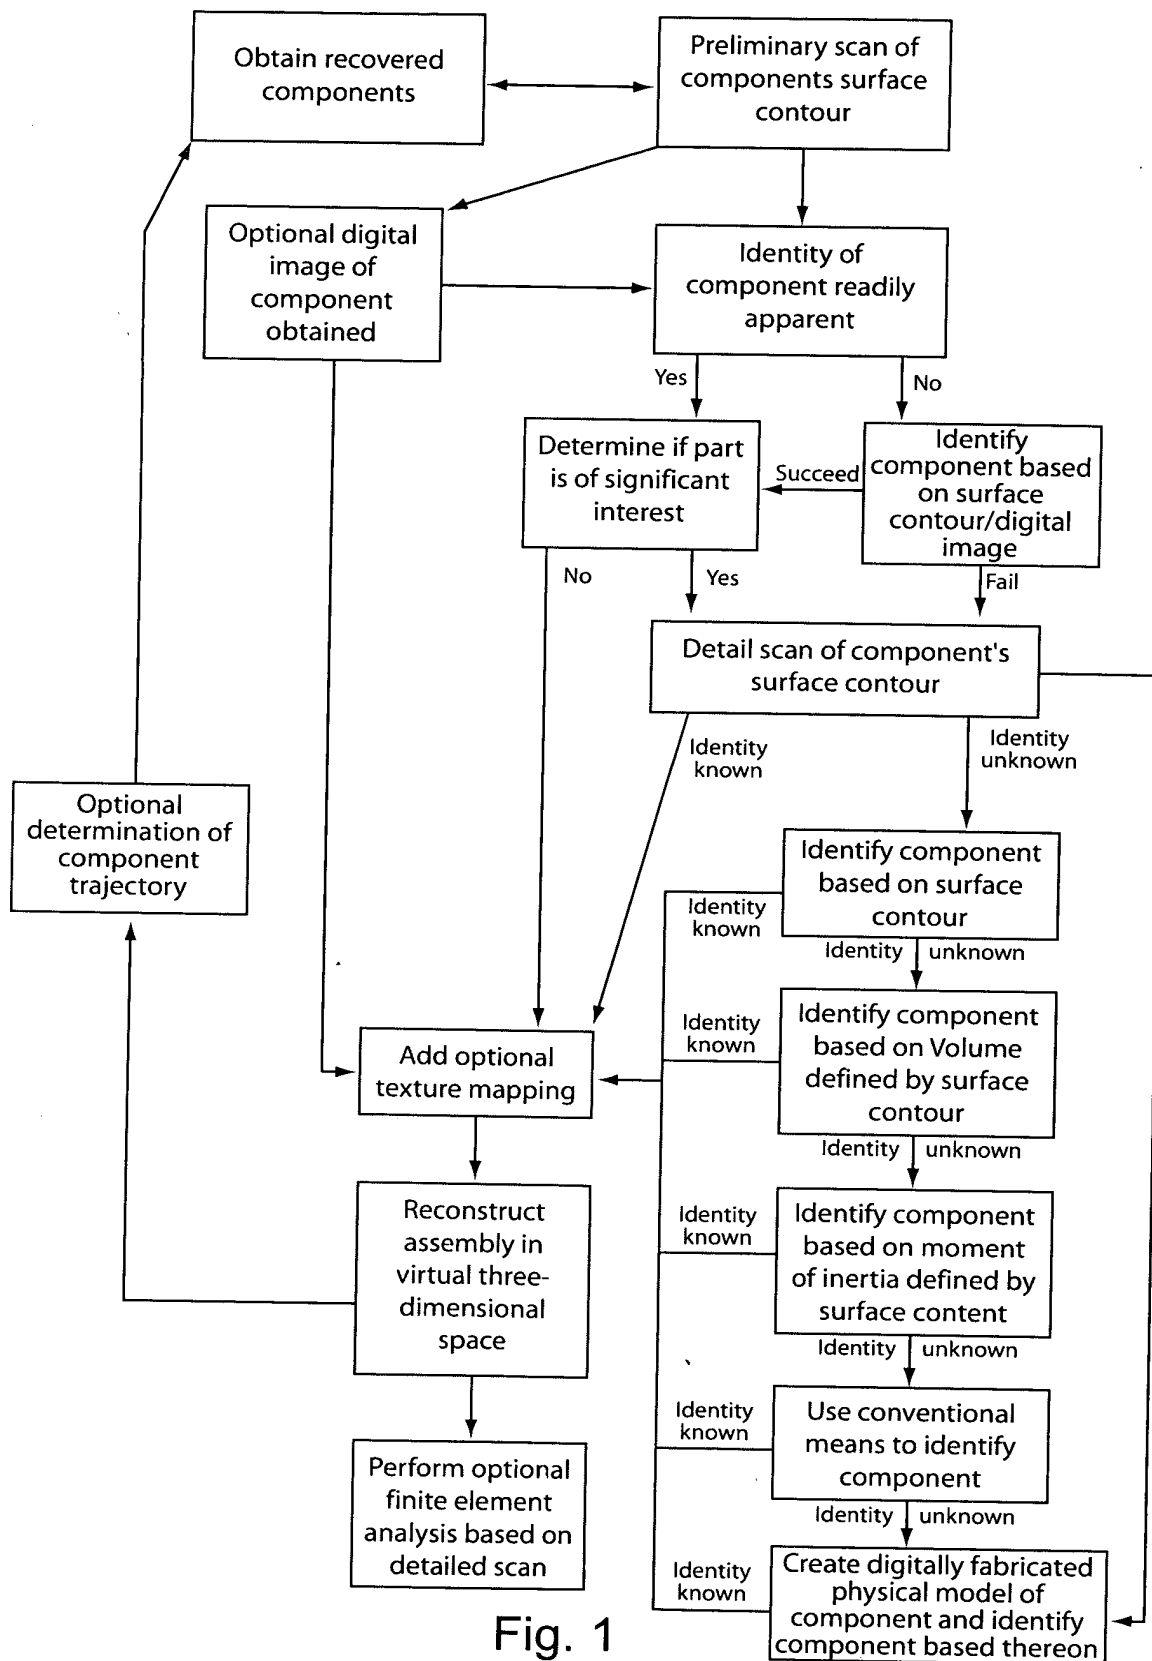 Obtain recovered
components
Preliminary scan of
components surface
contour
Optional digital
image of
component
obtained
Identity of
component readily
apparent
Yes
No
Determine if part
is of significant
interest
Succeed
Identify
component based
on surface
contour/digital
image
No
Yes
Fail
Detail scan of component's
surface contour
Identity
known
Identity
unknown
Optional
determination of
component
trajectory
Identify component
based on surface
contour
Identity
known
Identity unknown
Identify component
based on Volume
defined by surface
contour
Identity
known
Add optional
texture mapping
Identity unknown
Reconstruct
assembly in
virtual three-
dimensional
space
Identify component
based on moment
of inertia defined by
surface content
Identity
known
Identity unknown
Use conventional
means to identify
component
Identity
known
Perform optional
finite element
analysis based on
detailed scan
Identity unknown
Create digitally fabricated
physical model of
component and identify
component based thereon
Identity
known
Fig. 1